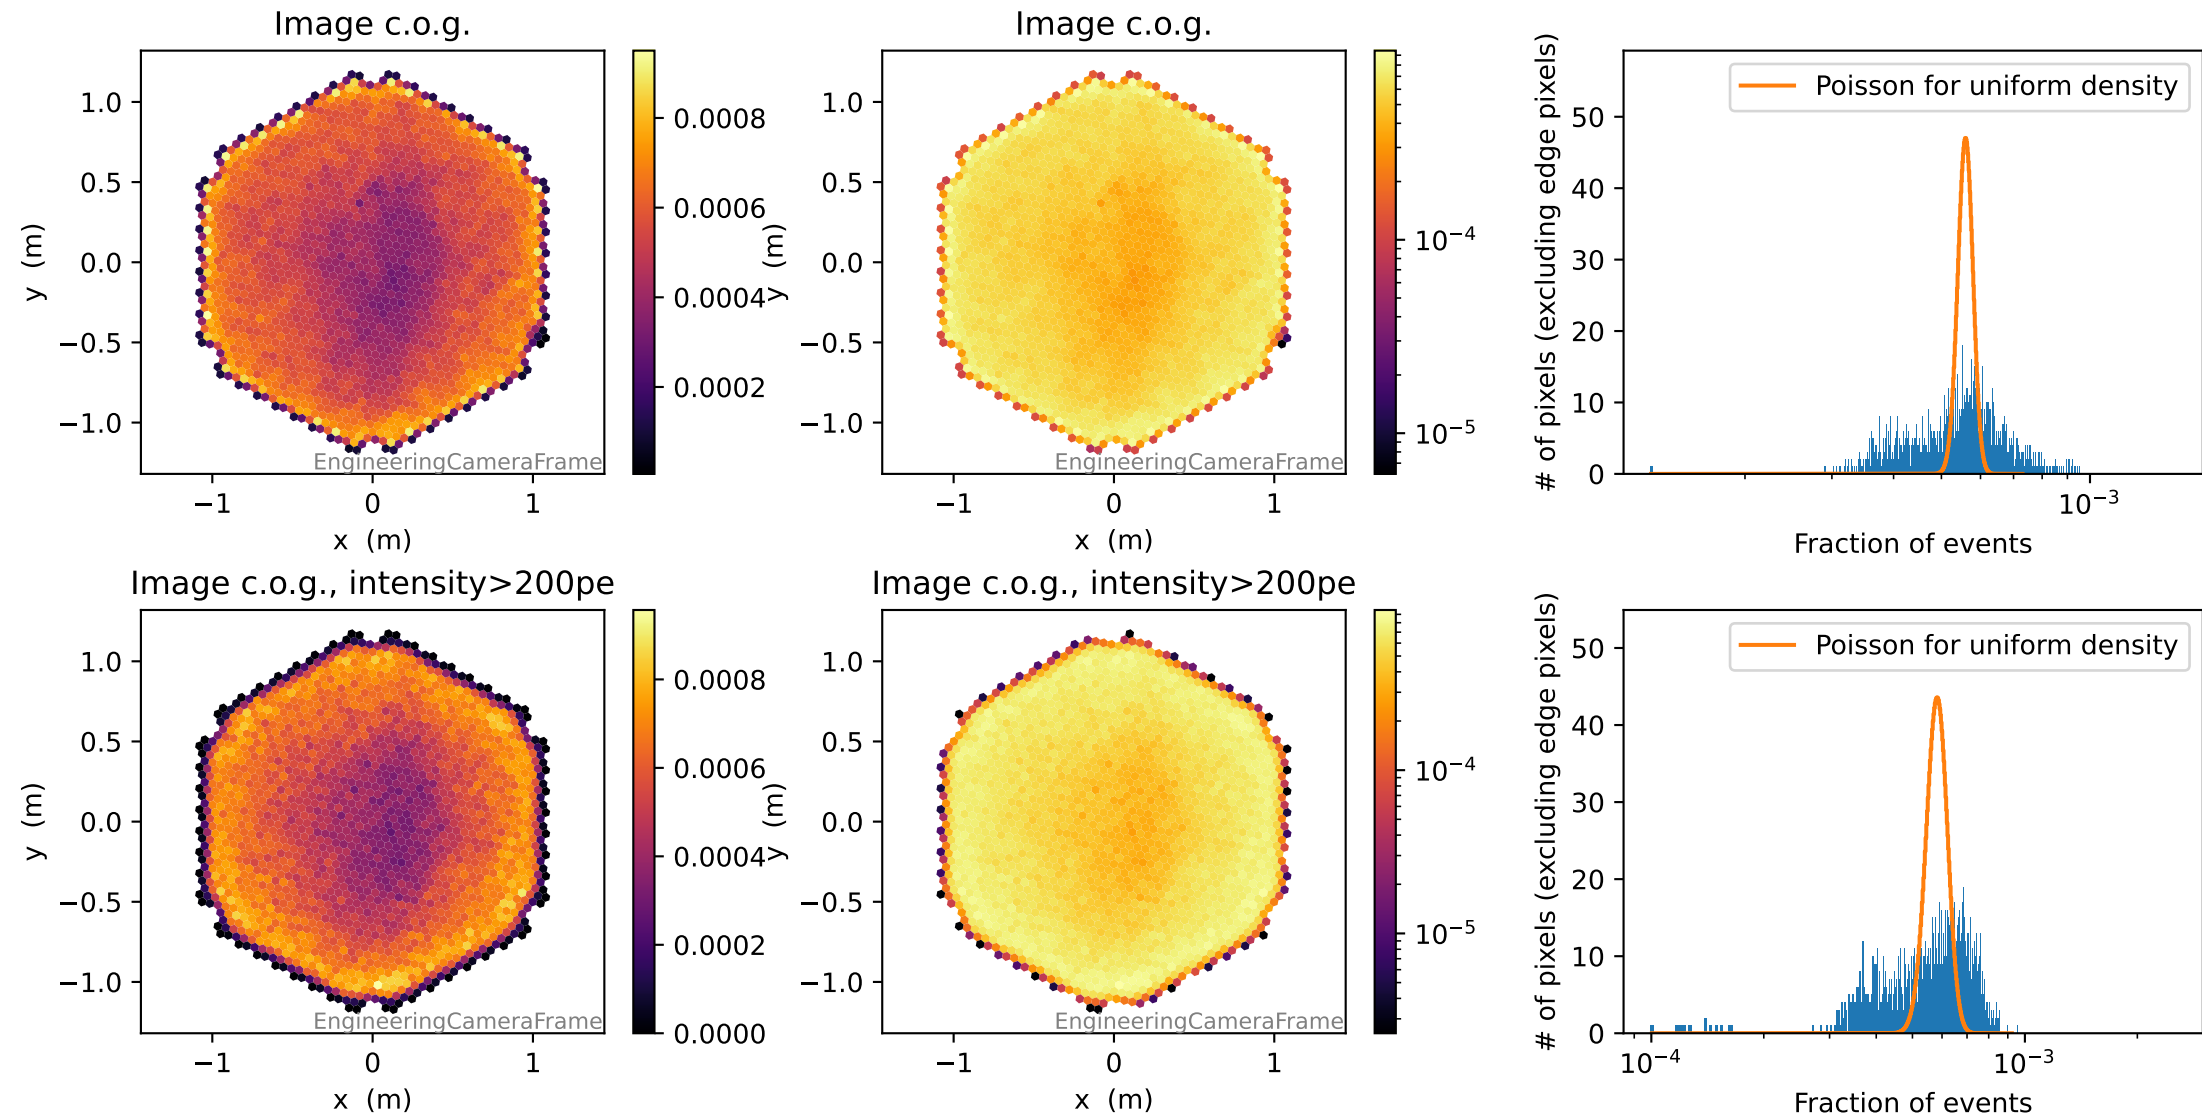 Image c.o.g.
y (m)
1.0
0.5
0.0
−0.5
−1.0
−1 0 1
x (m)
EngineeringCameraFrame
0.0008
0.0006
0.0004
0.0002
Image c.o.g.
y (m)
1.0
0.5
0.0
−0.5
−1.0
−1 0 1
x (m)
EngineeringCameraFrame
10−4
10−5
# of pixels (excluding edge pixels)
50
40
30
20
10
0
Poisson for uniform density
10−3
Fraction of events
Image c.o.g., intensity>200pe
y (m)
1.0
0.5
0.0
−0.5
−1.0
−1 0 1
x (m)
EngineeringCameraFrame
0.0008
0.0006
0.0004
0.0002
0.0000
Image c.o.g., intensity>200pe
y (m)
1.0
0.5
0.0
−0.5
−1.0
−1 0 1
x (m)
EngineeringCameraFrame
10−4
10−5
# of pixels (excluding edge pixels)
50
40
30
20
10
0
Poisson for uniform density
10−4 10−3
Fraction of events